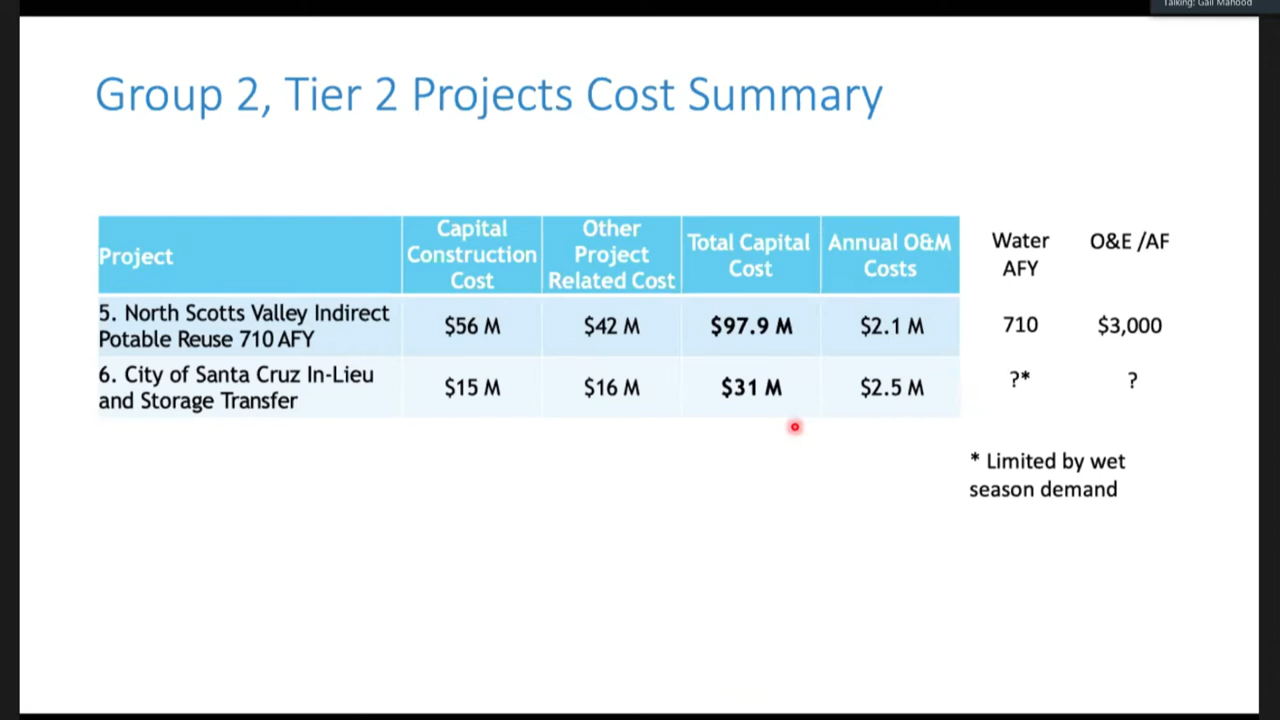 Talking: Gail Mahood
Group 2, Tier 2 Projects Cost Summary
Project
Capital
Construction
Cost
Other
Project
Related Cost
Total Capital
Cost
Annual O&M
Costs
Water
AFY
O&E /AF
5. North Scotts Valley Indirect
Potable Reuse 710 AFY
$56 M
$42 M
$97.9 M
$2.1 M
710
$3,000
6. City of Santa Cruz In-Lieu
and Storage Transfer
$15 M
$16 M
$31 M
$2.5 M
?*
?
* Limited by wet
season demand